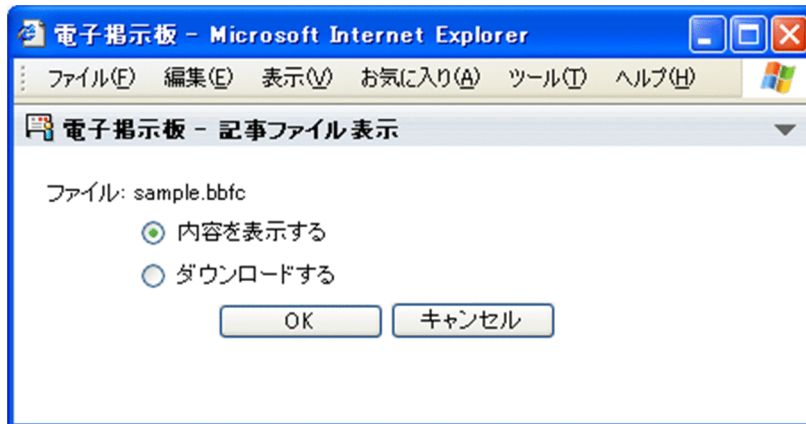 電子掲示板 - Microsoft Internet Explorer
ファイル(F) 編集(E) 表示(V) お気に入り(A) ツール(T) ヘルプ(H)
電子掲示板 - 記事ファイル表示
ファイル: sample.bbfc
内容を表示する
ダウンロードする
OK キャンセル